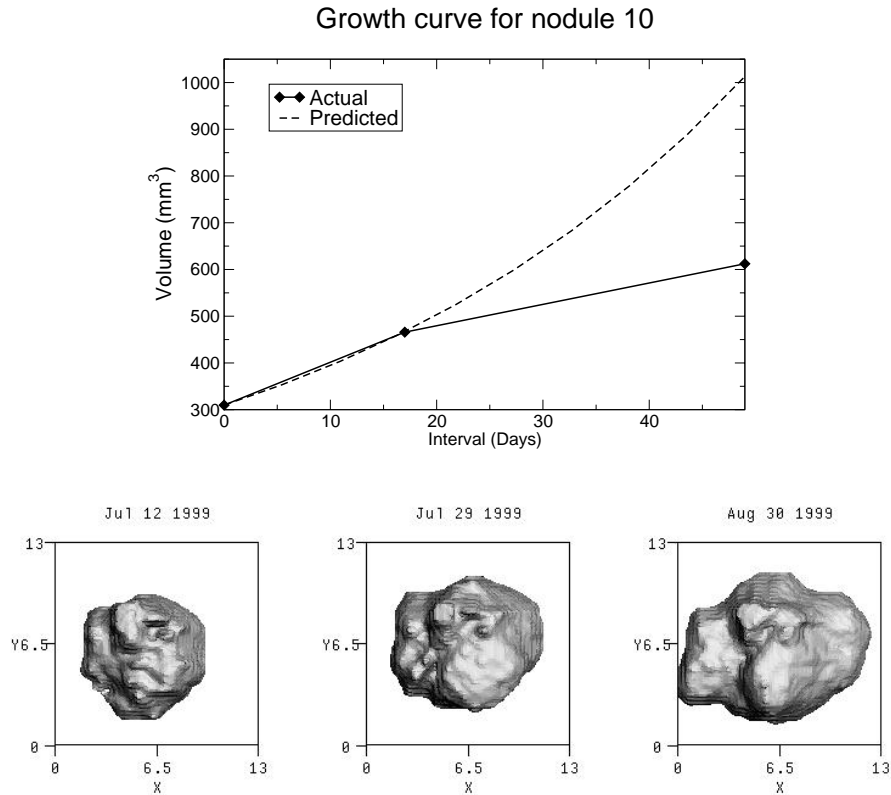 Growth curve for nodule 10
1000
900
800
700
600
500
400
300
Volume (mm³)
Actual
Predicted
0 10 20 30 40
Interval (Days)
Jul 12 1999
13
Y6.5
0
0 6.5 13
X
Jul 29 1999
13
Y6.5
0
0 6.5 13
X
Aug 30 1999
13
Y6.5
0
0 6.5 13
X